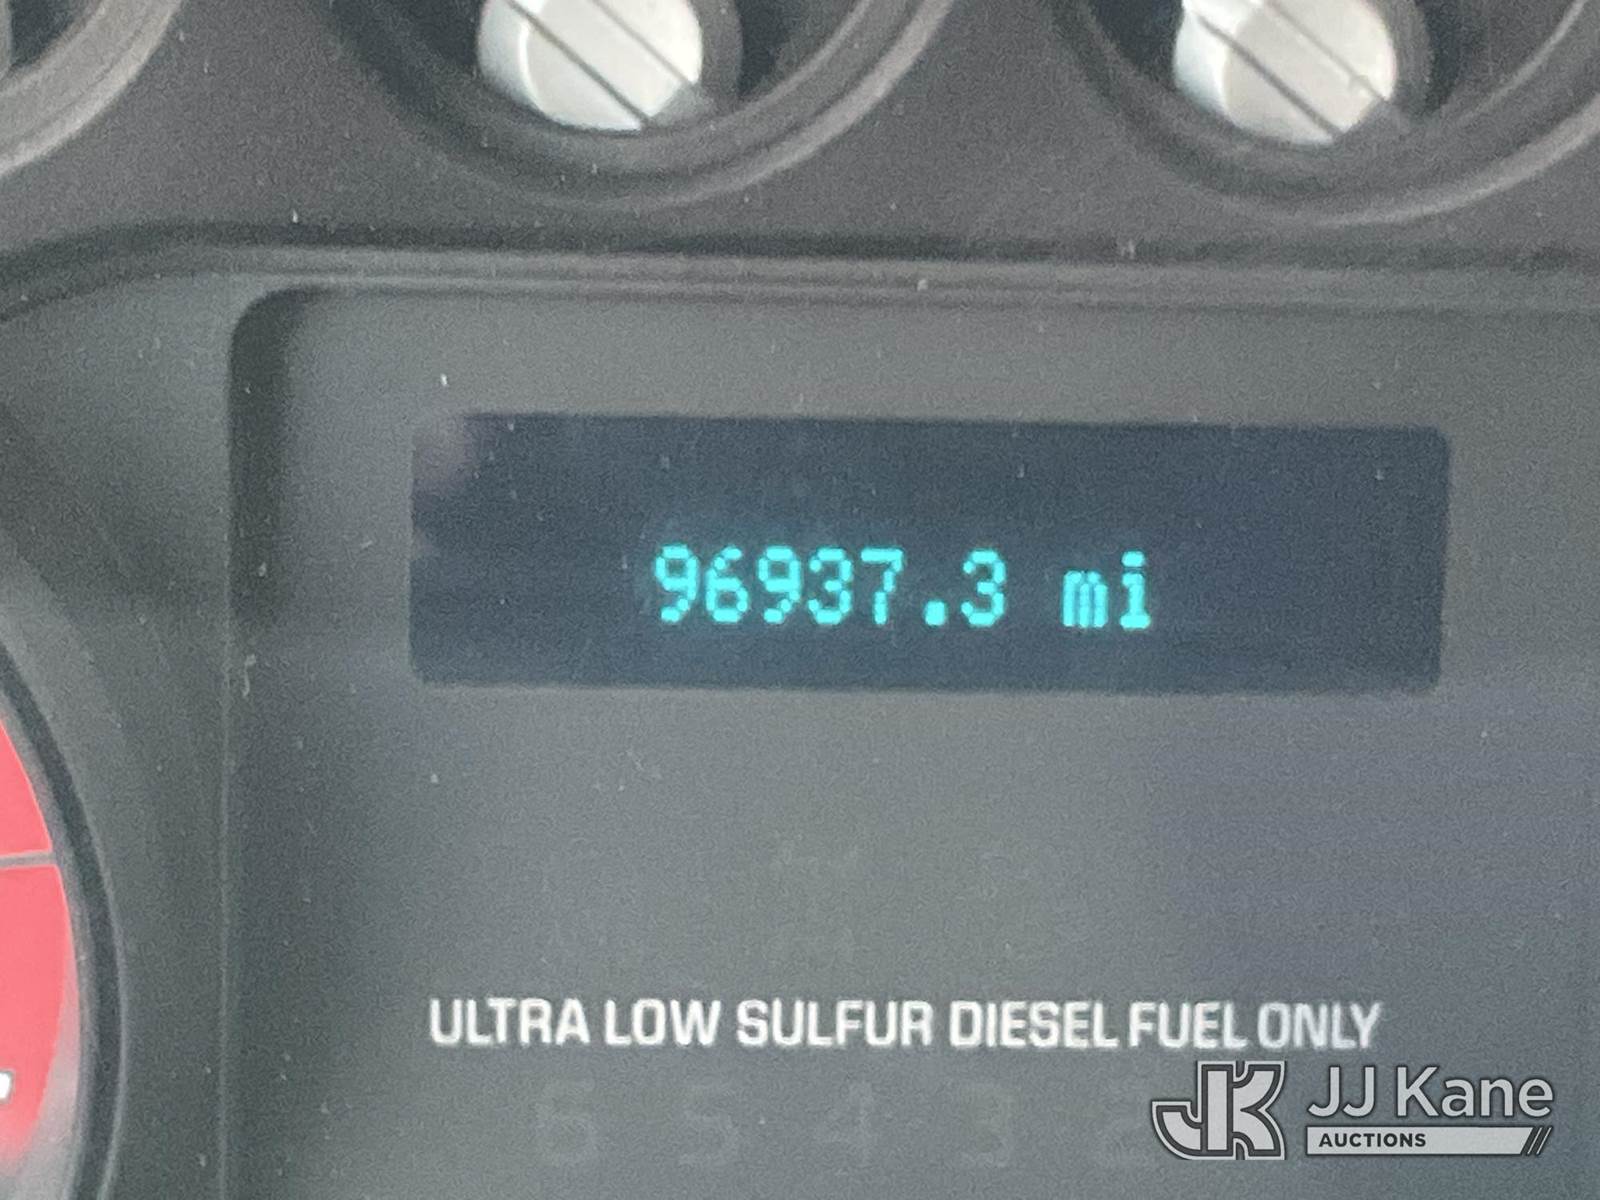 96937.3 mi
ULTRA LOW SULFUR DIESEL FUEL ONLY
JJ Kane
AUCTIONS